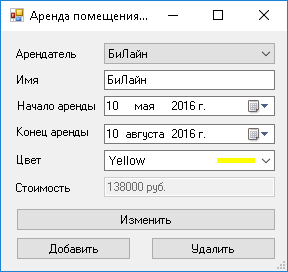 Аренда помещения...
Арендатель БиЛайн
Имя БиЛайн
Начало аренды 10 мая 2016 г.
Конец аренды 10 августа 2016 г.
Цвет Yellow
Стоимость 138000 руб.
Изменить
Добавить Удалить